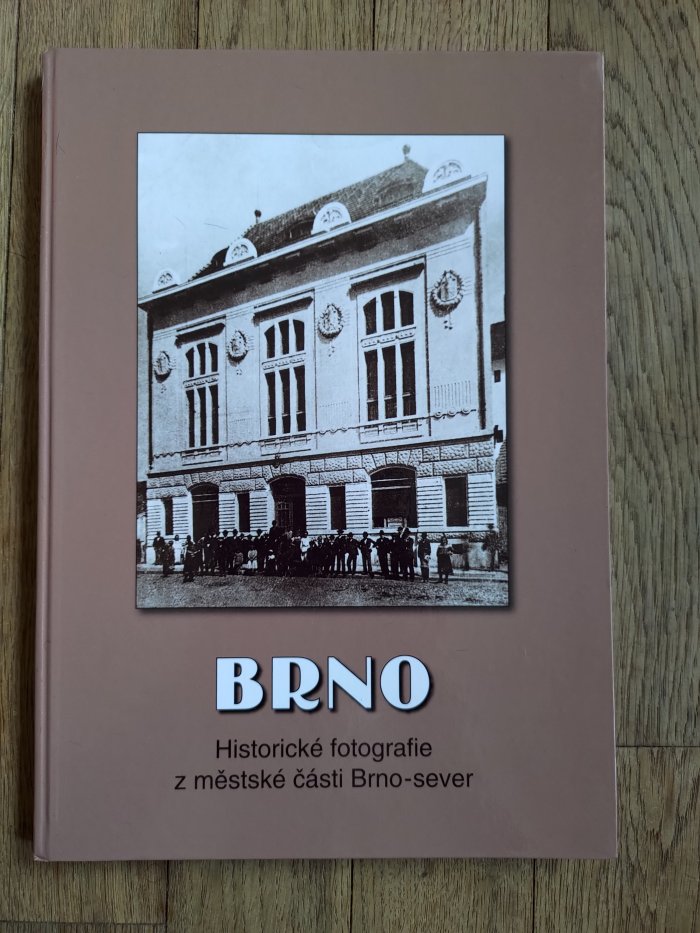 BRNO
Historické fotografie
z městské části Brno-sever